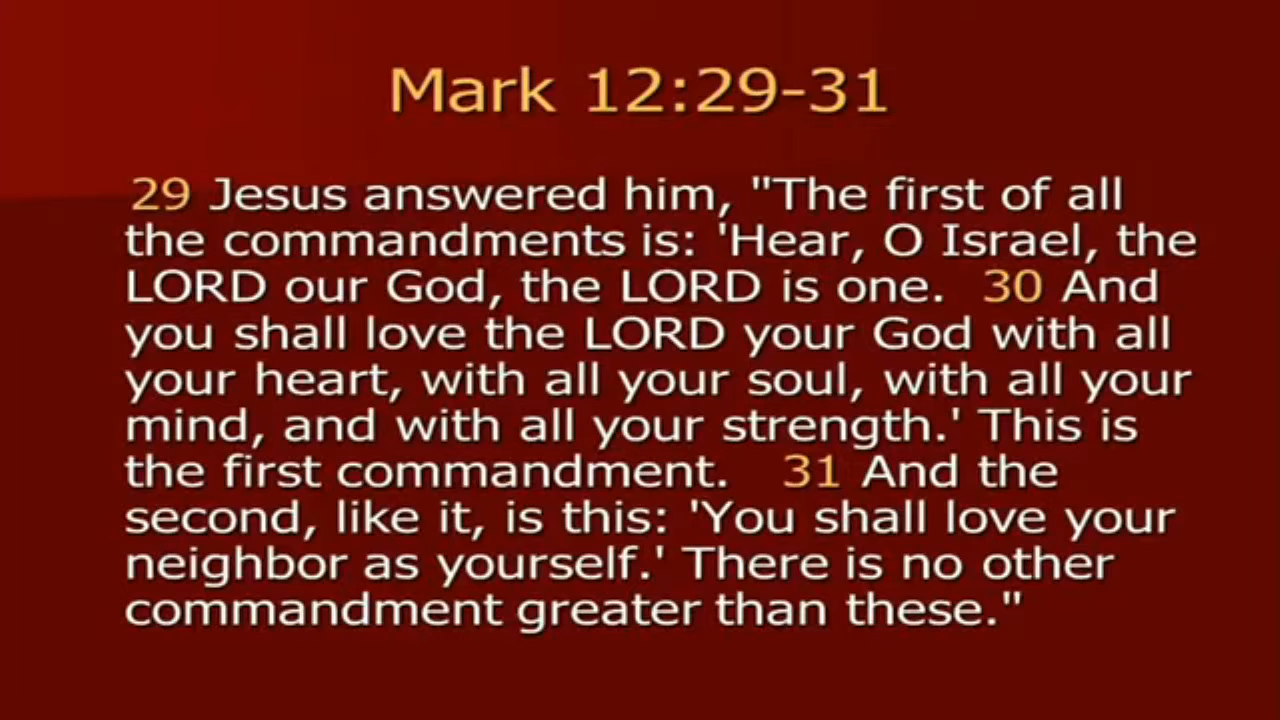 Mark 12:29-31
29 Jesus answered him, "The first of all
the commandments is: 'Hear, O Israel, the
LORD our God, the LORD is one.  30 And
you shall love the LORD your God with all
your heart, with all your soul, with all your
mind, and with all your strength.' This is
the first commandment.   31 And the
second, like it, is this: 'You shall love your
neighbor as yourself.' There is no other
commandment greater than these."